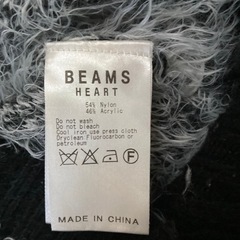 BEAMS
HEART
54% Nylon
46% Acrylic
Do not wash
Do not bleach
Cool iron use press cloth
Dryclean Fluorocarbon or
petroleum
F
MADE IN CHINA